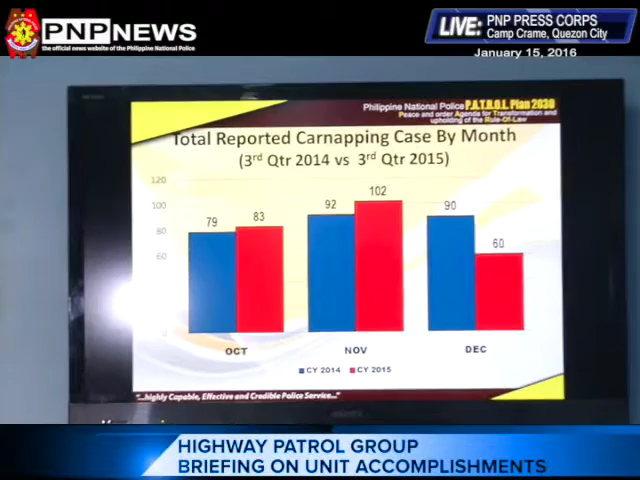 PNPNEWS
the official news website of the Philippine National Police
LIVE: PNP PRESS CORPS
Camp Crame, Quezon City
January 15, 2016
Philippine National Police P.A.T.R.O.L Plan 2030
Peace and order Agenda for Transformation and
upholding of the Rule-Of-Law
Total Reported Carnapping Case By Month
(3rd Qtr 2014 vs 3rd Qtr 2015)
120
100
80
60
79
83
92
102
90
60
OCT
NOV
DEC
CY 2014
CY 2015
"...highly Capable, Effective and Credible Police Service..."
HIGHWAY PATROL GROUP
BRIEFING ON UNIT ACCOMPLISHMENTS